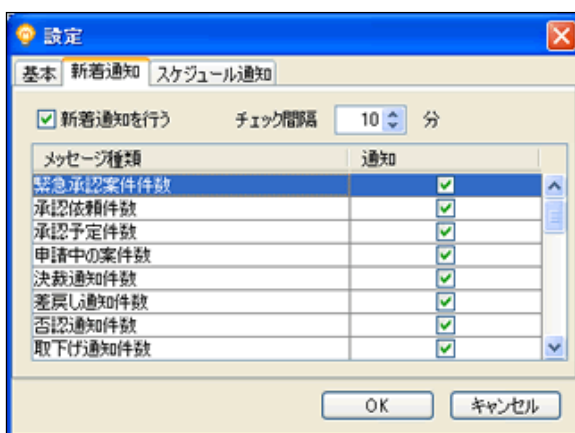 設定
基本 新着通知 スケジュール通知
新着通知を行う チェック間隔 10 分
メッセージ種類 通知
緊急承認案件件数
承認依頼件数
承認予定件数
申請中の案件数
決裁通知件数
差戻し通知件数
否認通知件数
取下げ通知件数
OK キャンセル